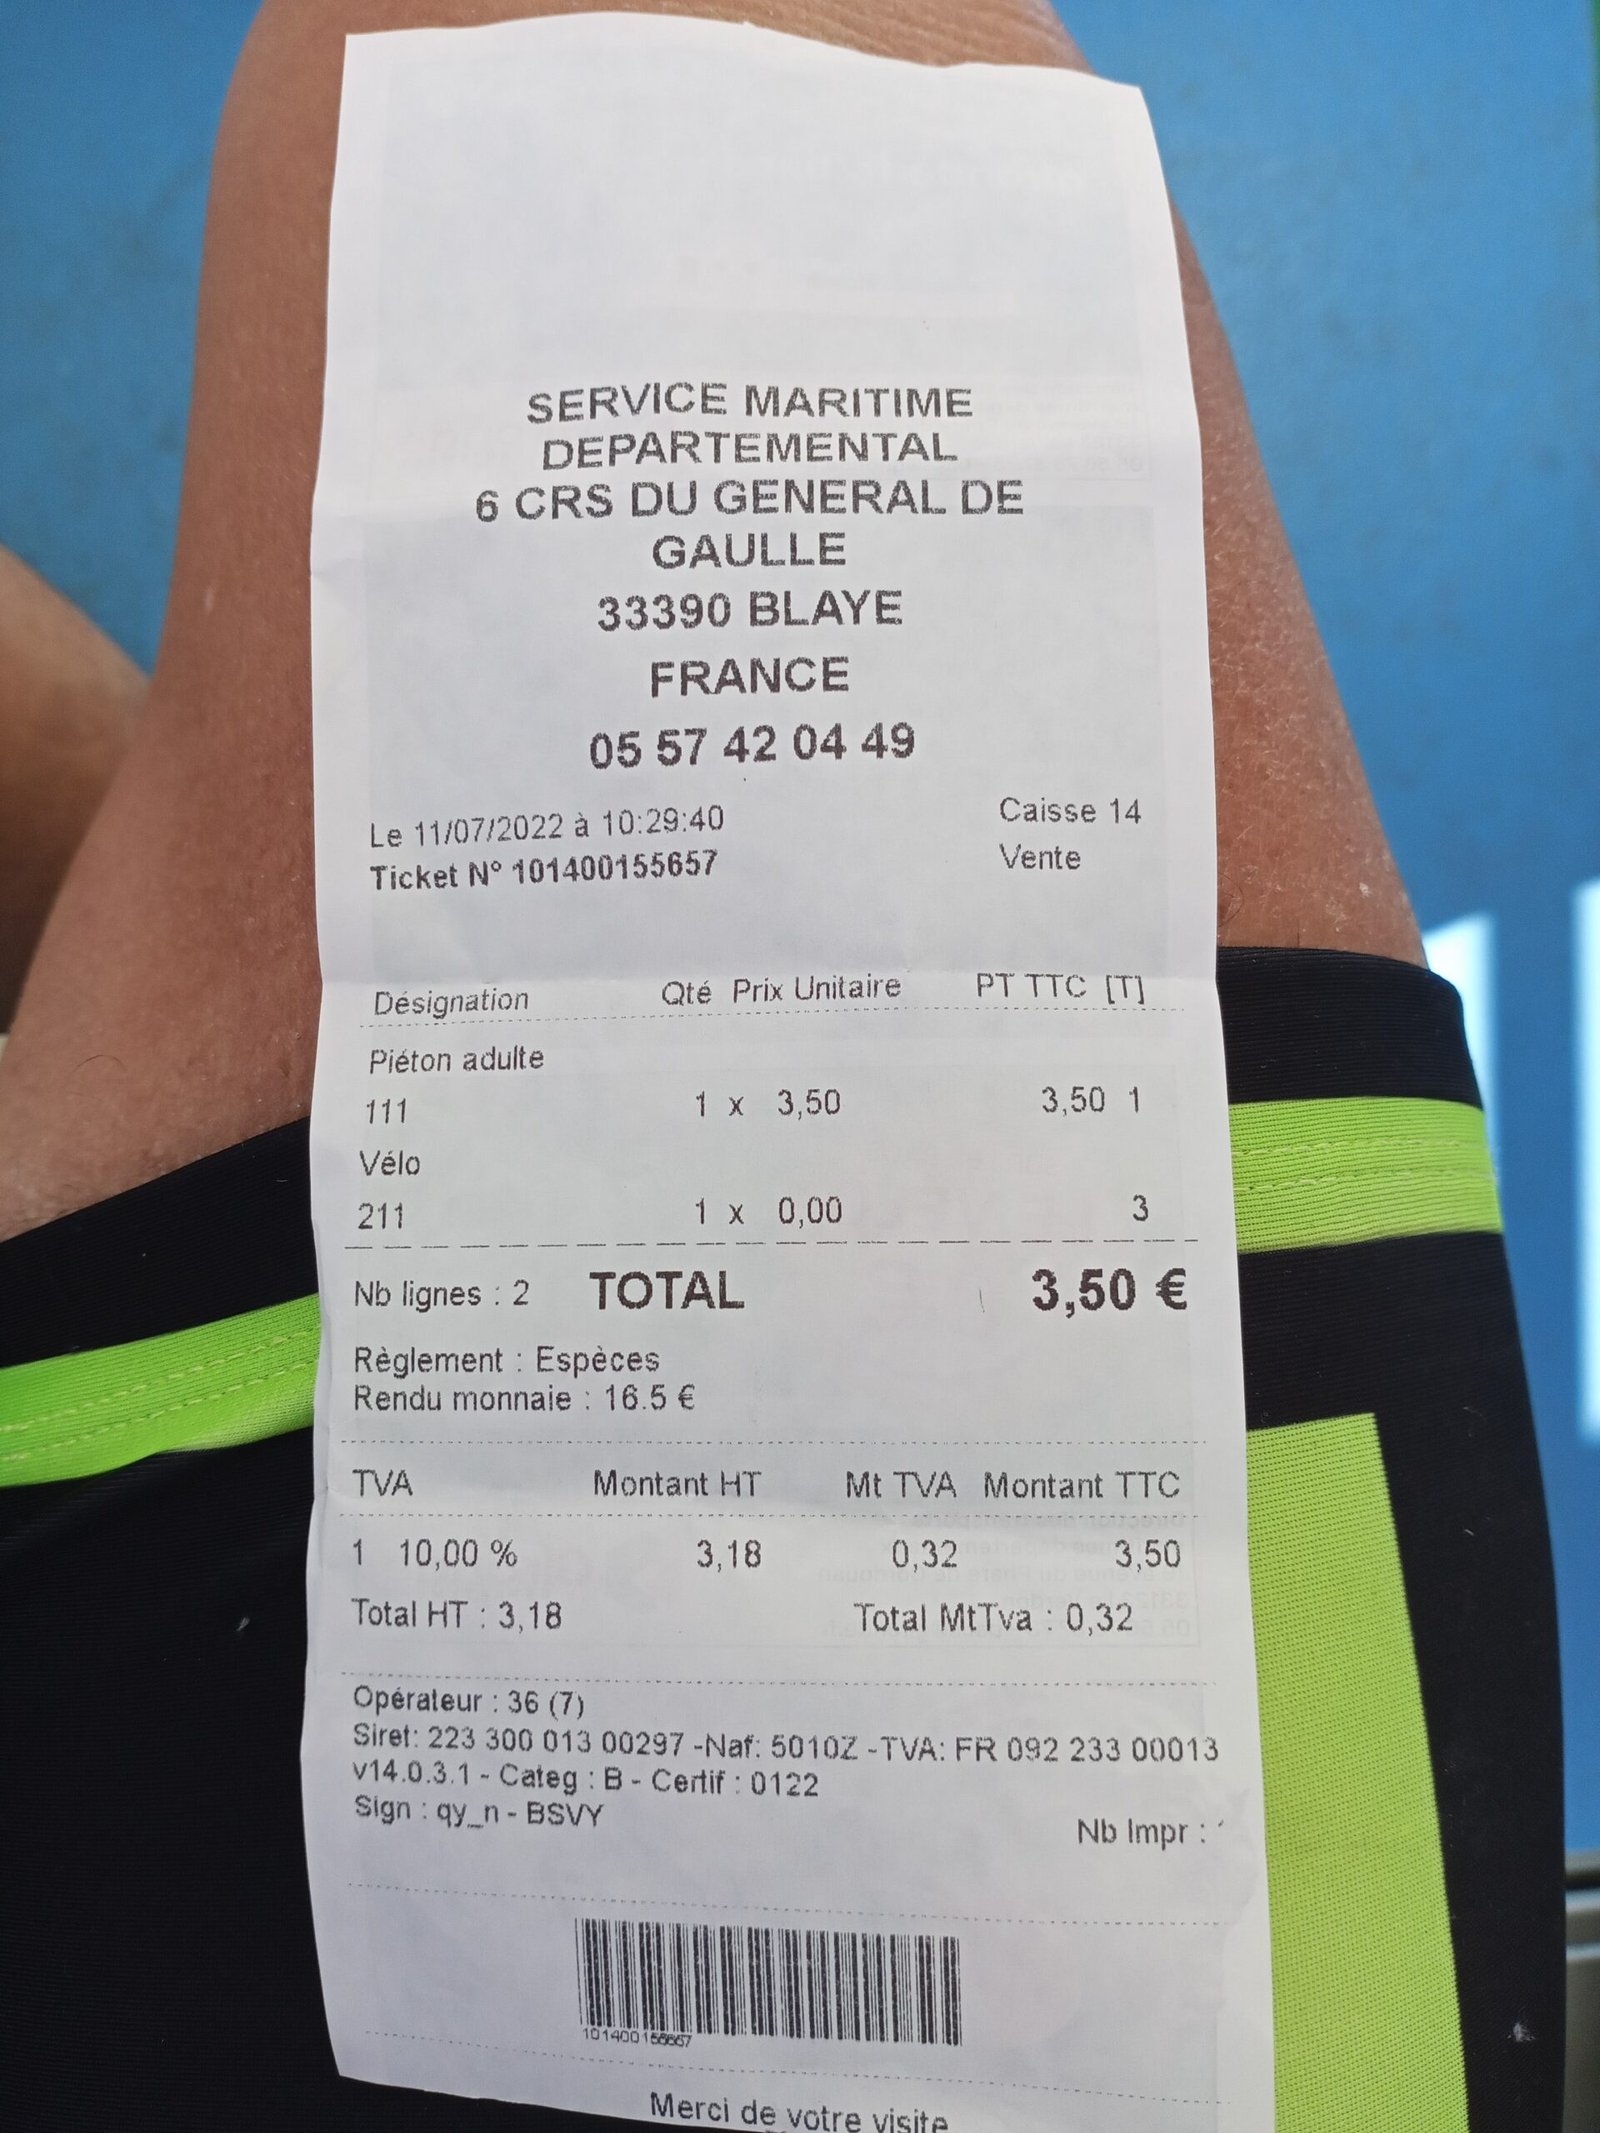 SERVICE MARITIME
DEPARTEMENTAL
6 CRS DU GENERAL DE
GAULLE
33390 BLAYE
FRANCE
05 57 42 04 49
Le 11/07/2022 à 10:29:40 Caisse 14
Ticket N° 101400155657 Vente
Désignation Qté Prix Unitaire PT TTC [T]
Piéton adulte
111 1 x 3,50 3,50 1
Vélo
211 1 x 0,00 3
Nb lignes : 2 TOTAL 3,50 €
Règlement : Espèces
Rendu monnaie : 16.5 €
TVA Montant HT Mt TVA Montant TTC
1 10,00 % 3,18 0,32 3,50
Total HT : 3,18 Total MtTva : 0,32
Opérateur : 36 (7)
Siret: 223 300 013 00297 -Naf: 5010Z -TVA: FR 092 233 00013
v14.0.3.1 - Categ : B - Certif : 0122
Sign : qy_n - BSVY
Nb Impr :
101400155657
Merci de votre visite